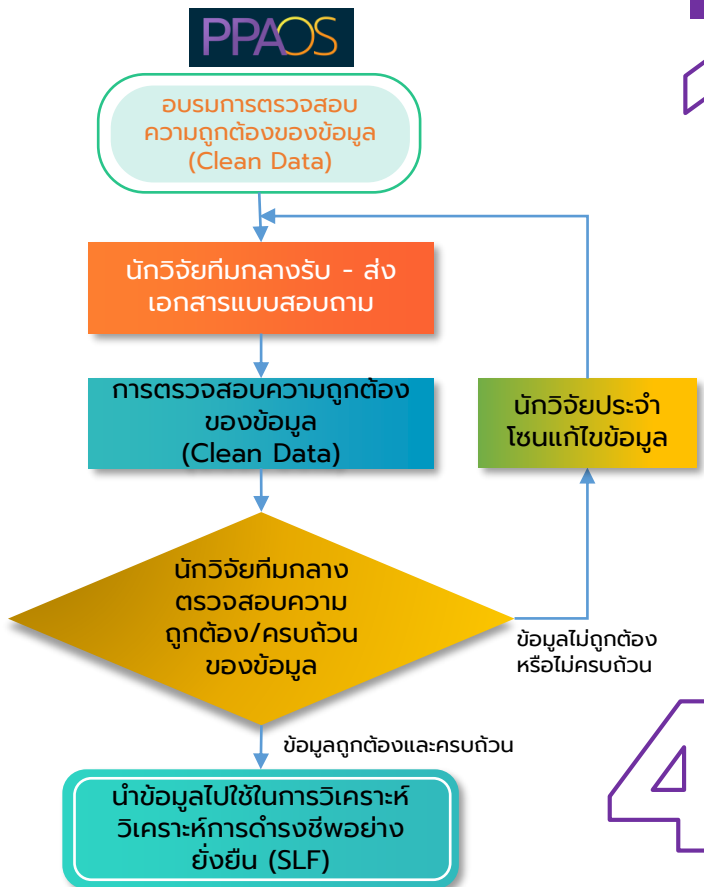 PPAOS
อบรมการตรวจสอบ
ความถูกต้องของข้อมูล
(Clean Data)
นักวิจัยทีมกลางรับ - ส่ง
เอกสารแบบสอบถาม
การตรวจสอบความถูกต้อง
ของข้อมูล
(Clean Data)
นักวิจัยประจำ
โซนแก้ไขข้อมูล
นักวิจัยทีมกลาง
ตรวจสอบความ
ถูกต้อง/ครบถ้วน
ของข้อมูล
ข้อมูลไม่ถูกต้อง
หรือไม่ครบถ้วน
ข้อมูลถูกต้องและครบถ้วน
นำข้อมูลไปใช้ในการวิเคราะห์
วิเคราะห์การดำรงชีพอย่าง
ยั่งยืน (SLF)
4